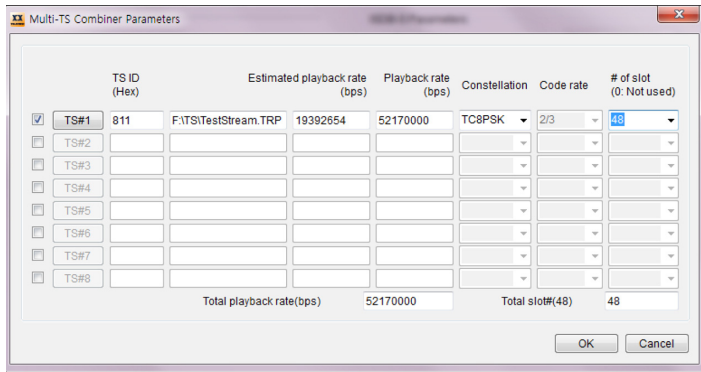 Multi-TS Combiner Parameters
TS ID
(Hex)
Estimated playback rate
(bps)
Playback rate
(bps)
Constellation
Code rate
# of slot
(0: Not used)
TS#1 811 F:\TS\TestStream.TRP 19392654 52170000 TC8PSK 2/3 48
TS#2
TS#3
TS#4
TS#5
TS#6
TS#7
TS#8
Total playback rate(bps) 52170000 Total slot#(48) 48
OK Cancel